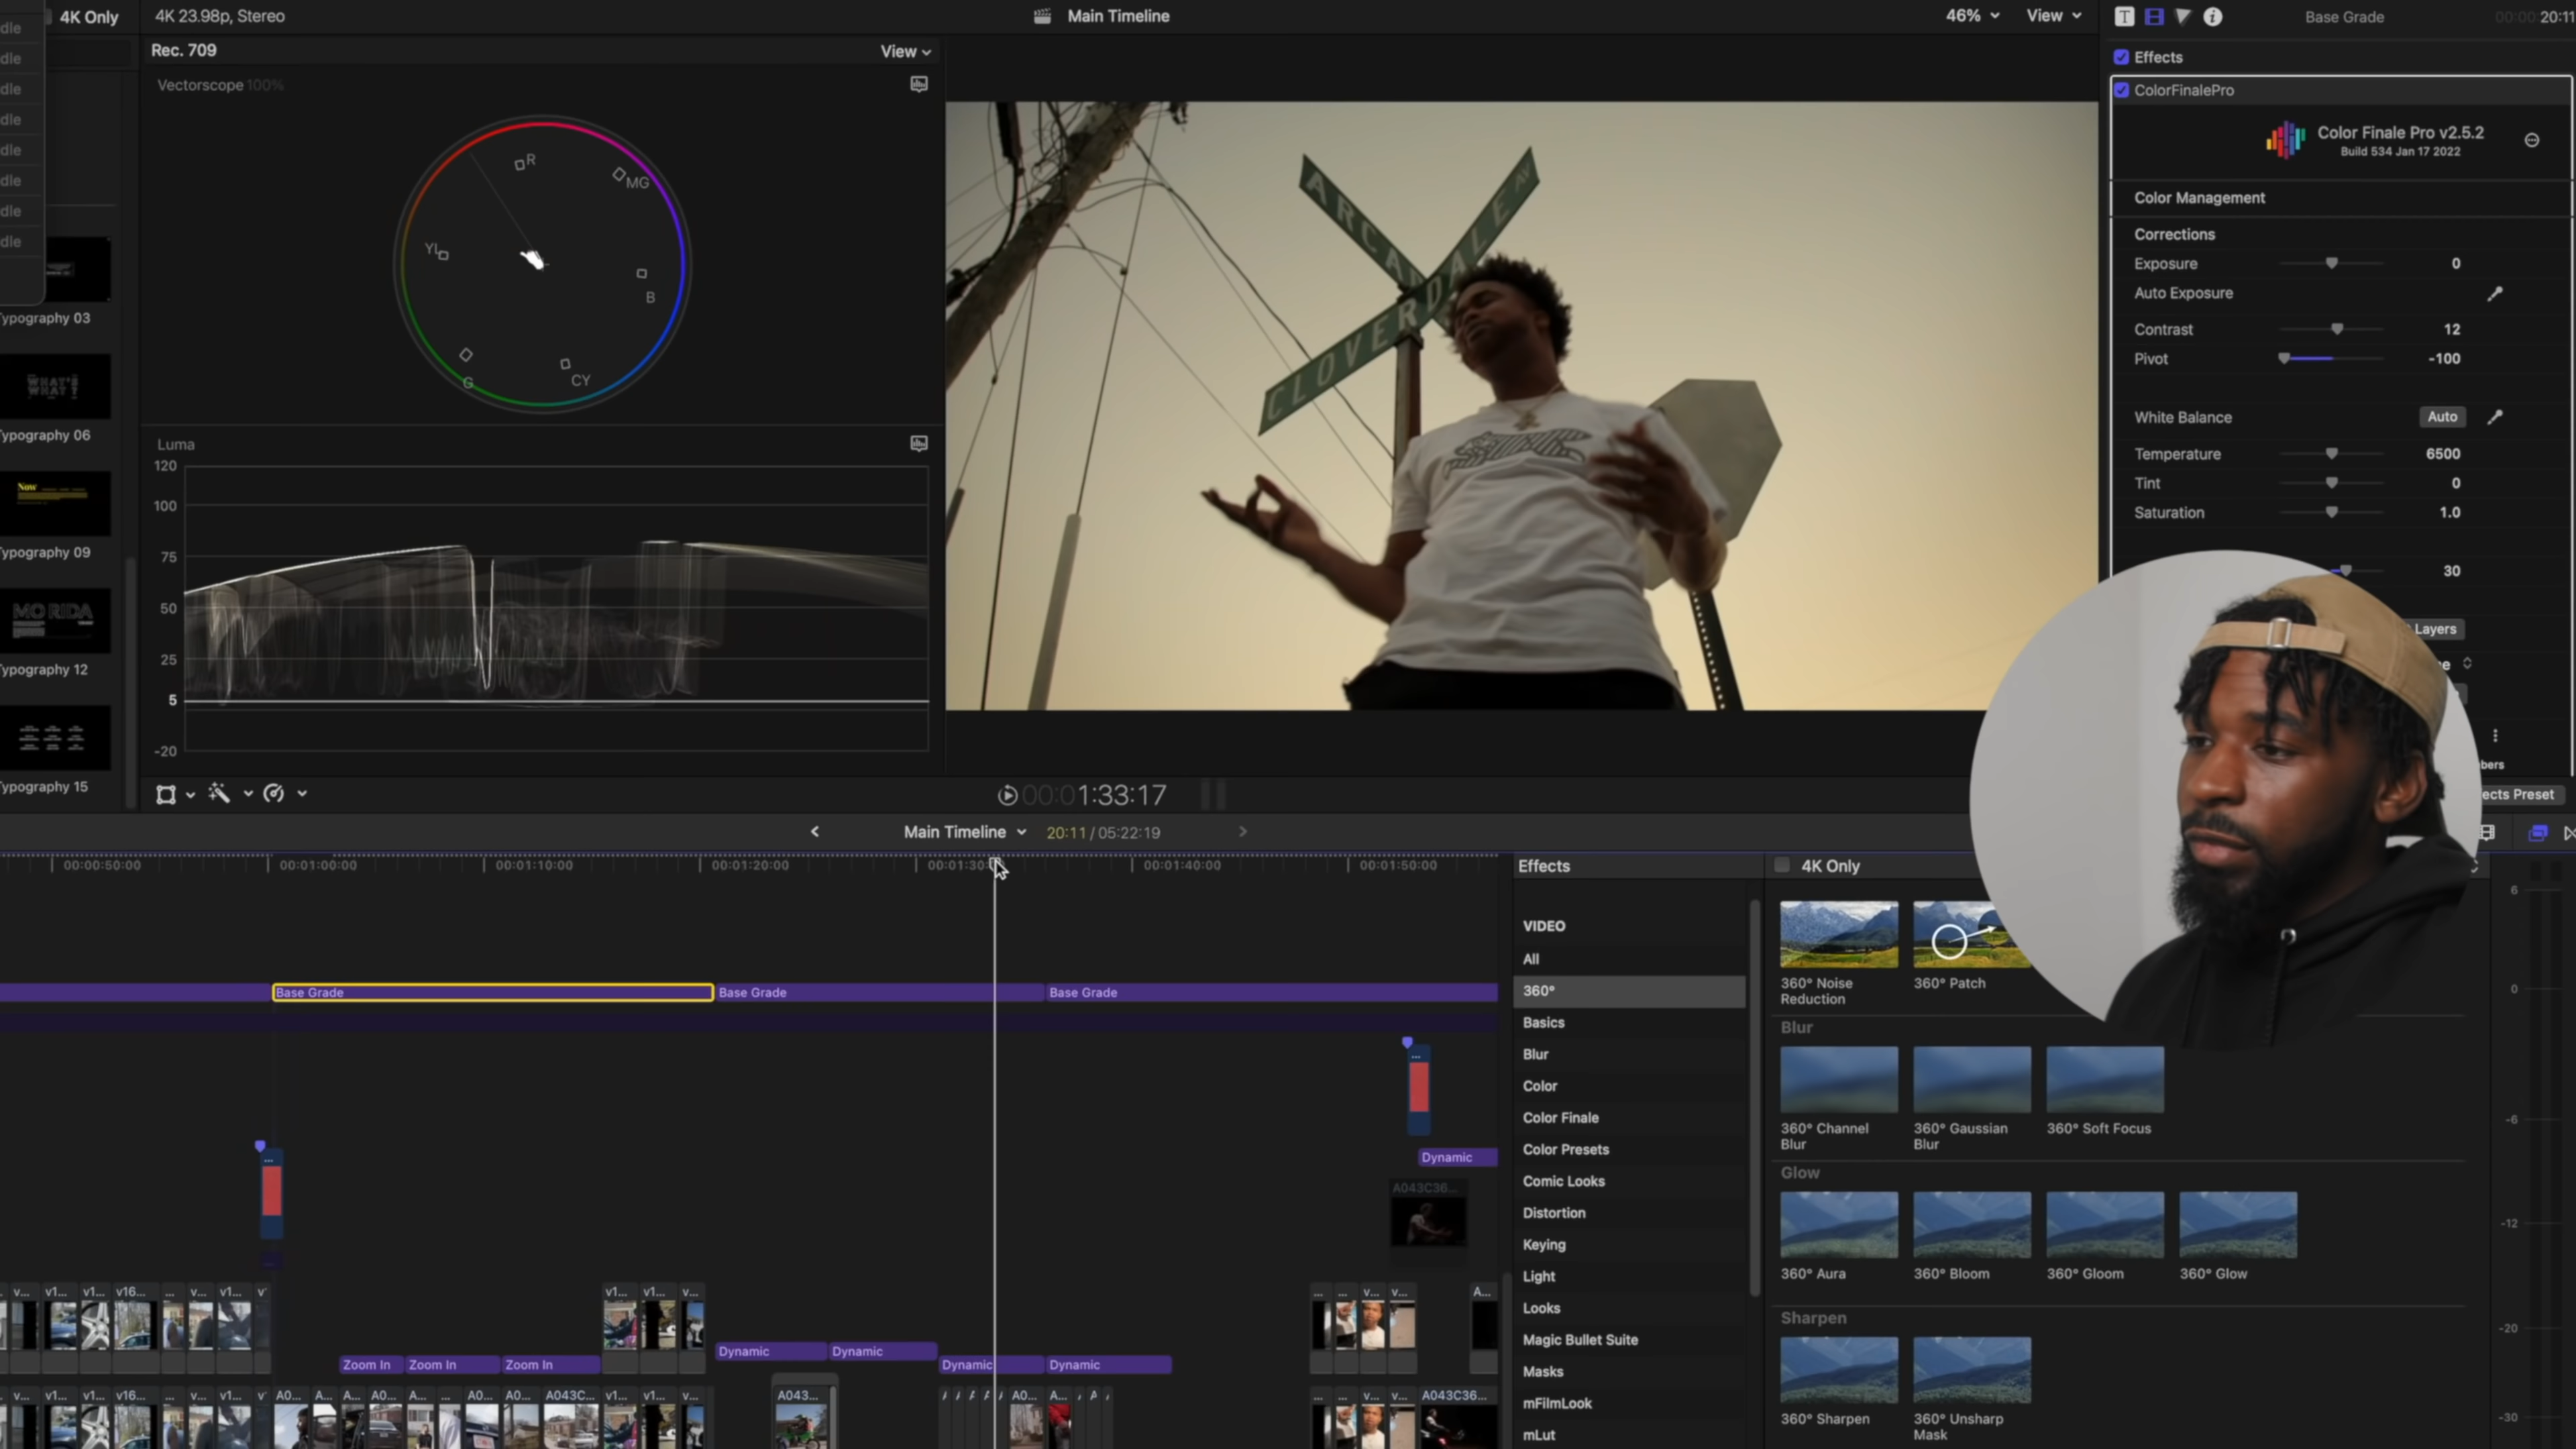 4K Only
4K 23.98p, Stereo
Main Timeline
46%
View
Base Grade
00:00:20:11
dle
dle
dle
dle
dle
dle
dle
dle
Rec. 709
View
Vectorscope 100%
R
MG
YL
B
G
CY
Typography 03
WHAT'S
WHAT ?
Typography 06
Now
Typography 09
MO RIDA
Typography 12
Typography 15
Luma
120
100
75
50
25
5
-20
ARCA
CLOVERDALE AV
Effects
ColorFinalePro
Color Finale Pro v2.5.2
Build 534 Jan 17 2022
Color Management
Corrections
Exposure
0
Auto Exposure
Contrast
12
Pivot
-100
White Balance
Auto
Temperature
6500
Tint
0
Saturation
1.0
30
Layers
bers
ects Preset
00:01:33:17
Main Timeline
20:11 / 05:22:19
00:00:50:00
00:01:00:00
00:01:10:00
00:01:20:00
00:01:30
00:01:40:00
00:01:50:00
Base Grade
Base Grade
Base Grade
...
Dynamic
A043C36...
...
v... v1... v1... v16... ... v... v1... v
v1... v1... v...
... ... v... v... A...
Dynamic
Dynamic
Zoom In
Zoom In
Zoom In
Dynamic
Dynamic
v... v1... v1... v16... ... v... v1... v A0... A... A... A0... A... ... A0... A0... A043C... v1... v1... v...
A043...
A0... A...
... ... v... v... A043C36...
Effects
VIDEO
All
360°
Basics
Blur
Color
Color Finale
Color Presets
Comic Looks
Distortion
Keying
Light
Looks
Magic Bullet Suite
Masks
mFilmLook
mLut
4K Only
360° Noise
Reduction
360° Patch
Blur
360° Channel
Blur
360° Gaussian
Blur
360° Soft Focus
Glow
360° Aura
360° Bloom
360° Gloom
360° Glow
Sharpen
360° Sharpen
360° Unsharp
Mask
6
0
-6
-12
-20
-30